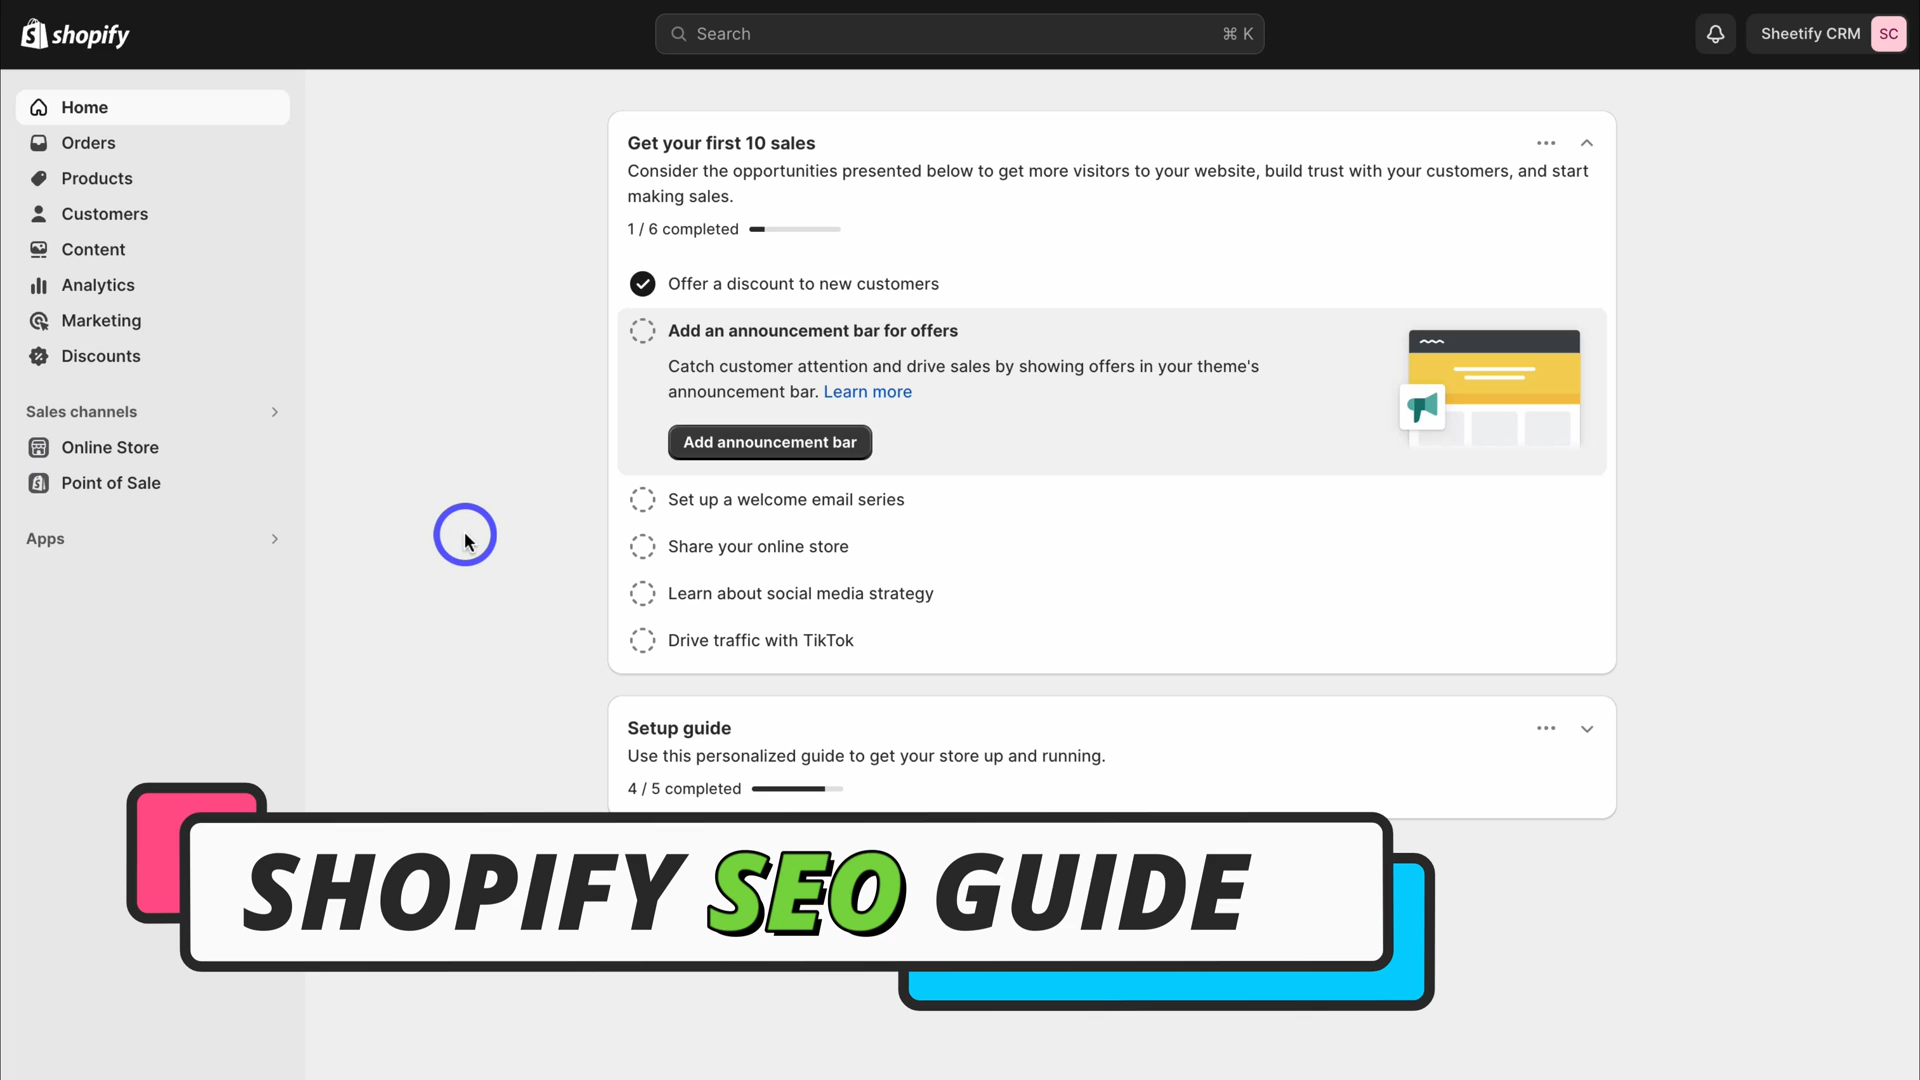 shopify
Search
⌘ K
Sheetify CRM
SC
Home
Orders
Products
Customers
Content
Analytics
Marketing
Discounts
Sales channels
Online Store
Point of Sale
Apps
Get your first 10 sales
Consider the opportunities presented below to get more visitors to your website, build trust with your customers, and start
making sales.
1 / 6 completed
Offer a discount to new customers
Add an announcement bar for offers
Catch customer attention and drive sales by showing offers in your theme's
announcement bar. Learn more
Add announcement bar
Set up a welcome email series
Share your online store
Learn about social media strategy
Drive traffic with TikTok
Setup guide
Use this personalized guide to get your store up and running.
4 / 5 completed
SHOPIFY SEO GUIDE